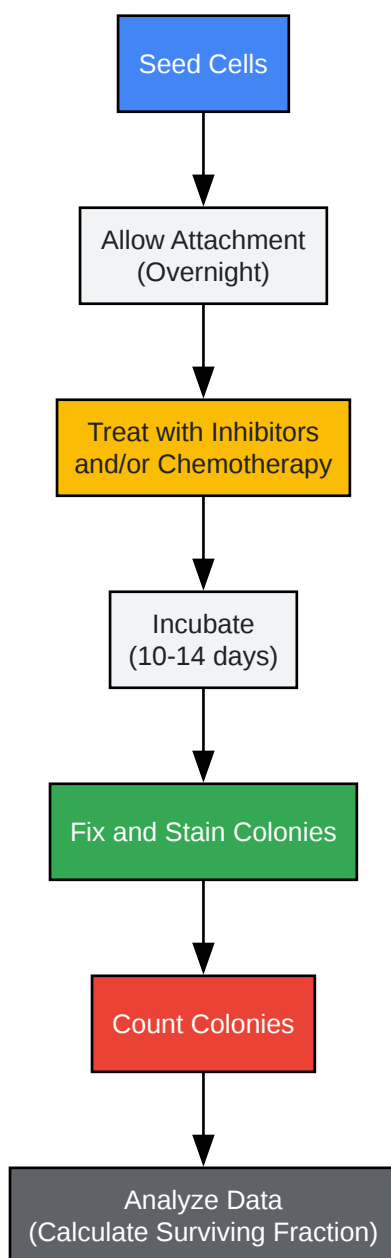 Seed Cells
Allow Attachment
(Overnight)
Treat with Inhibitors
and/or Chemotherapy
Incubate
(10-14 days)
Fix and Stain Colonies
Count Colonies
Analyze Data
(Calculate Surviving Fraction)